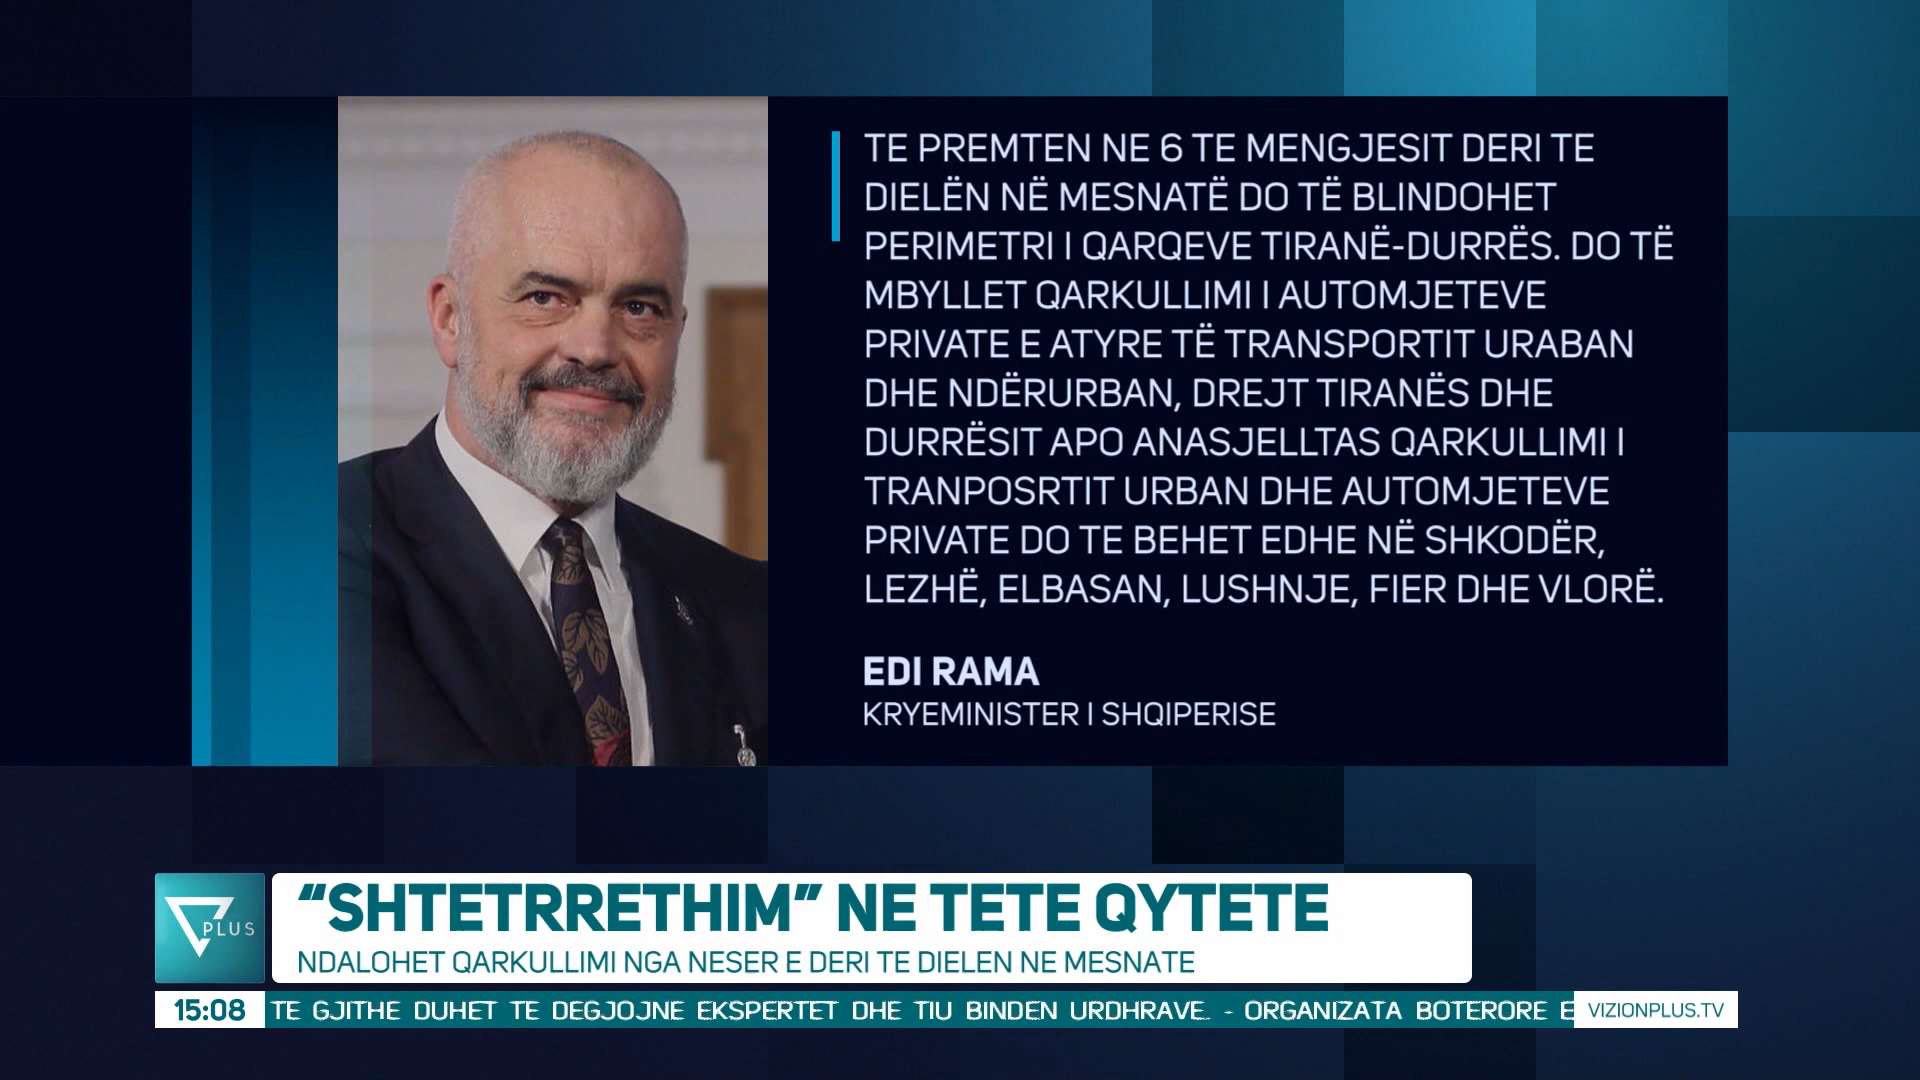 TE PREMTEN NE 6 TE MENGJESIT DERI TE
DIELËN NË MESNATË DO TË BLINDOHET
PERIMETRI I QARQEVE TIRANË-DURRËS. DO TË
MBYLLET QARKULLIMI I AUTOMJETEVE
PRIVATE E ATYRE TË TRANSPORTIT URABAN
DHE NDËRURBAN, DREJT TIRANËS DHE
DURRËSIT APO ANASJELLTAS QARKULLIMI I
TRANPOSRTIT URBAN DHE AUTOMJETEVE
PRIVATE DO TE BEHET EDHE NË SHKODËR,
LEZHË, ELBASAN, LUSHNJE, FIER DHE VLORË.
EDI RAMA
KRYEMINISTER I SHQIPERISE
PLUS
“SHTETRRETHIM” NE TETE QYTETE
NDALOHET QARKULLIMI NGA NESER E DERI TE DIELEN NE MESNATE
15:08 TE GJITHE DUHET TE DEGJOJNE EKSPERTET DHE TIU BINDEN URDHRAVE. - ORGANIZATA BOTERORE E VIZIONPLUS.TV